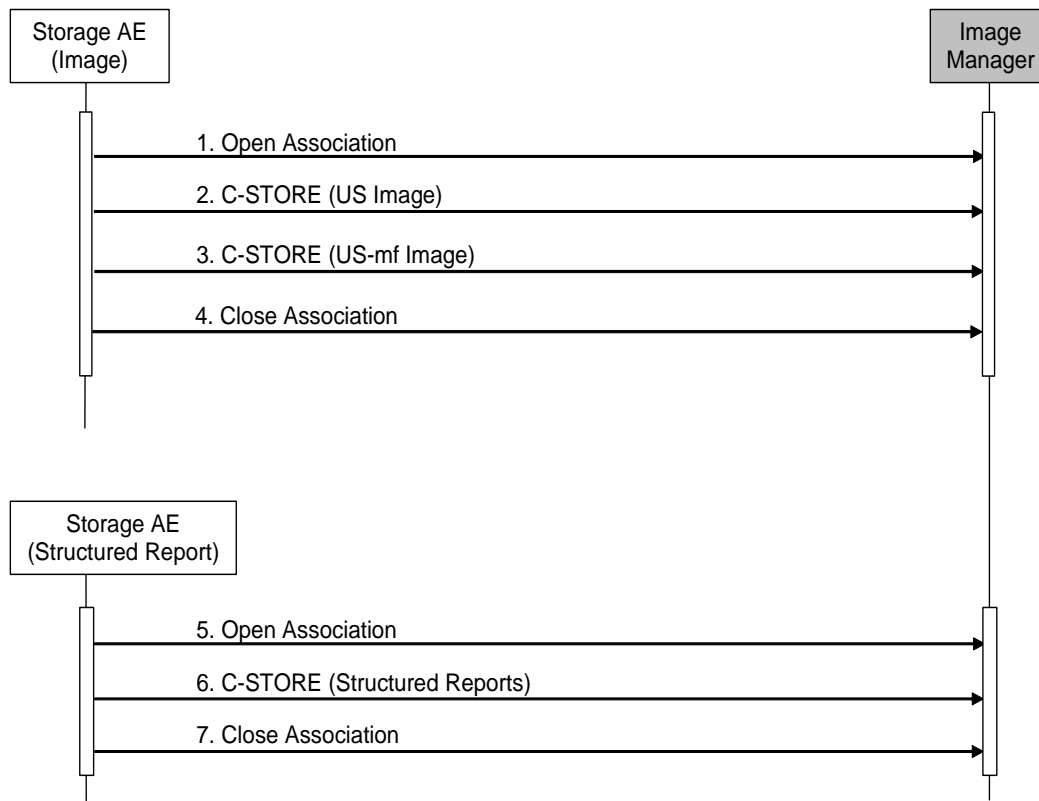 Storage AE
(Image)
Image
Manager
1. Open Association
2. C-STORE (US Image)
3. C-STORE (US-mf Image)
4. Close Association
Storage AE
(Structured Report)
5. Open Association
6. C-STORE (Structured Reports)
7. Close Association